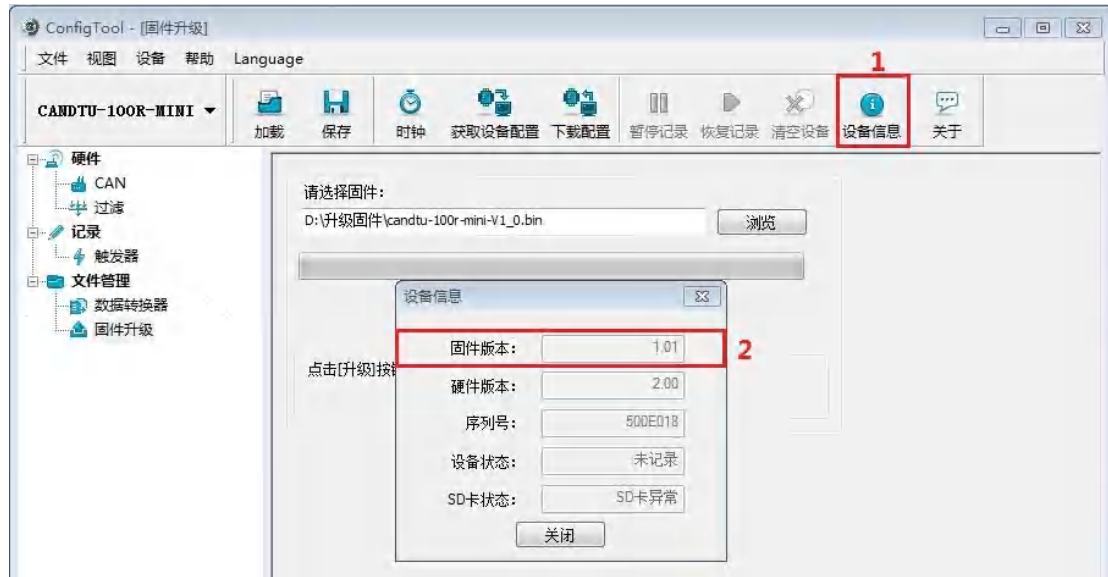 ConfigTool - [固件升级]
文件 视图 设备 帮助 Language
1
CANDTU-100R-MINI
加载 保存 时钟 获取设备配置 下载配置 暂停记录 恢复记录 清空设备 设备信息 关于
硬件
CAN
过滤
记录
触发器
文件管理
数据转换器
固件升级
请选择固件：
D:\升级固件\candtu-100r-mini-V1_0.bin 浏览
设备信息
固件版本： 1.01 2
点击[升级]按
硬件版本： 2.00
序列号： 500E018
设备状态： 未记录
SD卡状态： SD卡异常
关闭